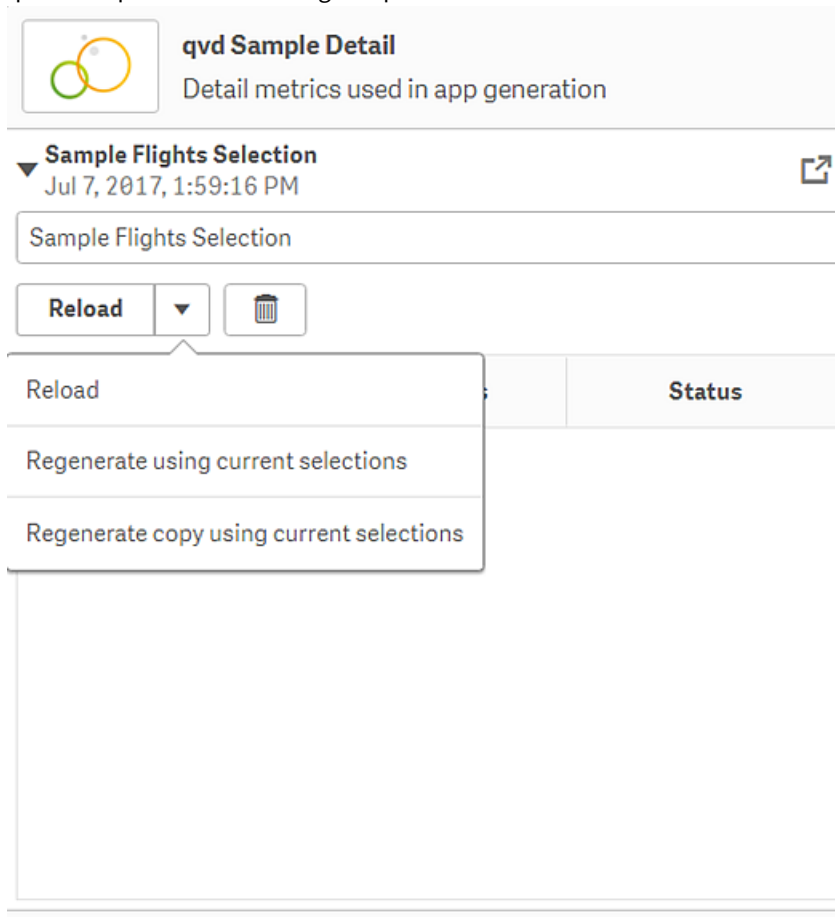 qvd Sample Detail
Detail metrics used in app generation
Sample Flights Selection
Jul 7, 2017, 1:59:16 PM
Sample Flights Selection
Reload
Reload
Status
Regenerate using current selections
Regenerate copy using current selections